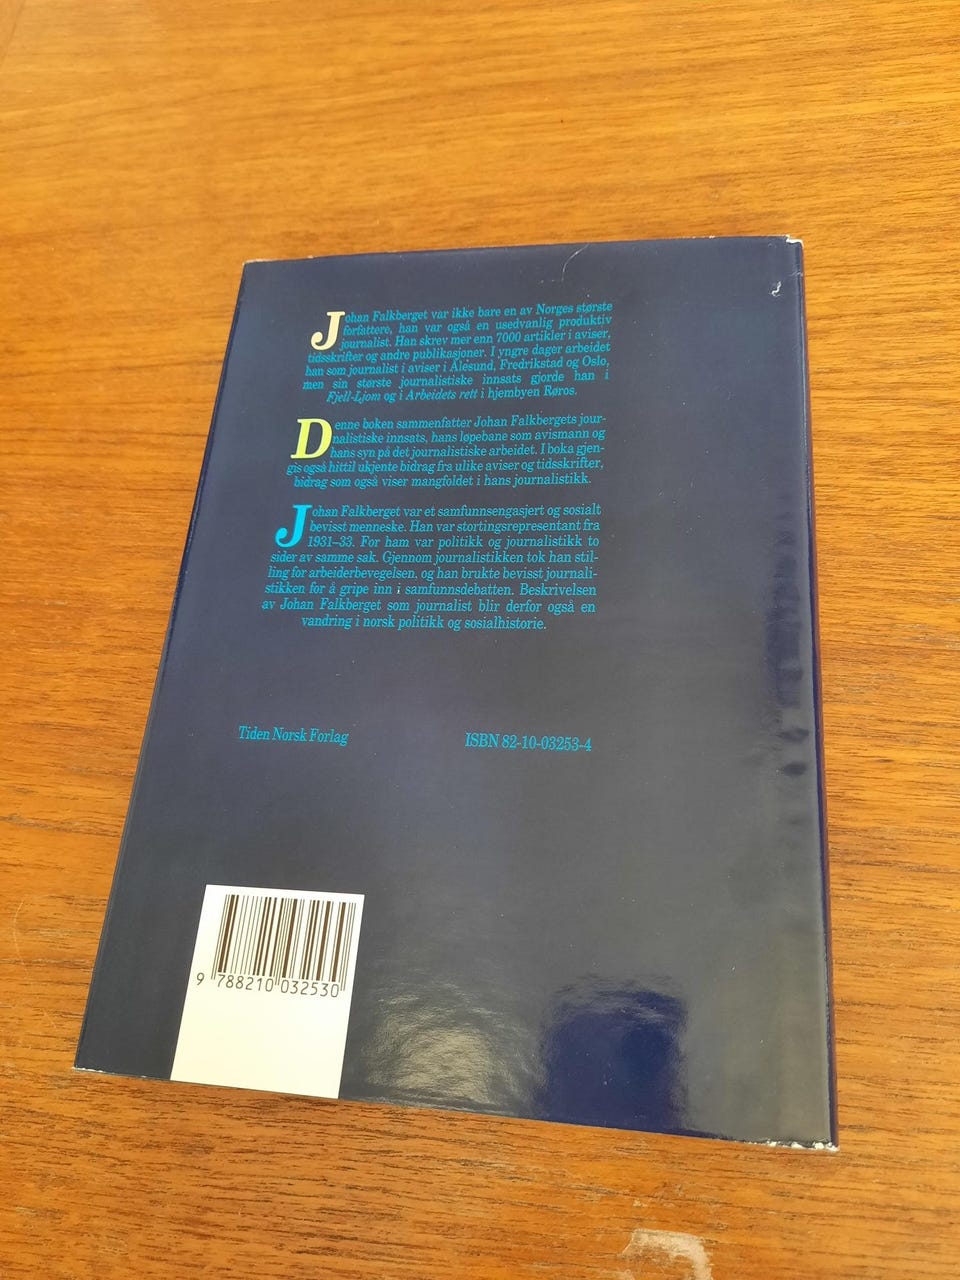 Johan Falkberget var ikke bare en av Norges største
forfattere, han var også en usedvanlig produktiv
journalist. Han skrev mer enn 7000 artikler i aviser,
tidsskrifter og andre publikasjoner. I yngre dager arbeidet
han som journalist i aviser i Ålesund, Fredrikstad og Oslo,
men sin største journalistiske innsats gjorde han i
Fjell-Ljom og i Arbeidets rett i hjembyen Røros.
Denne boken sammenfatter Johan Falkbergets jour-
nalistiske innsats, hans løpebane som avismann og
hans syn på det journalistiske arbeidet. I boka gjen-
gis også hittil ukjente bidrag fra ulike aviser og tidsskrifter,
bidrag som også viser mangfoldet i hans journalistikk.
Johan Falkberget var et samfunnsengasjert og sosialt
bevisst menneske. Han var stortingsrepresentant fra
1931–33. For ham var politikk og journalistikk to
sider av samme sak. Gjennom journalistikken tok han stil-
ling for arbeiderbevegelsen, og han brukte bevisst journali-
stikken for å gripe inn i samfunnsdebatten. Beskrivelsen
av Johan Falkberget som journalist blir derfor også en
vandring i norsk politikk og sosialhistorie.
Tiden Norsk Forlag
ISBN 82-10-03253-4
9 788210 032530